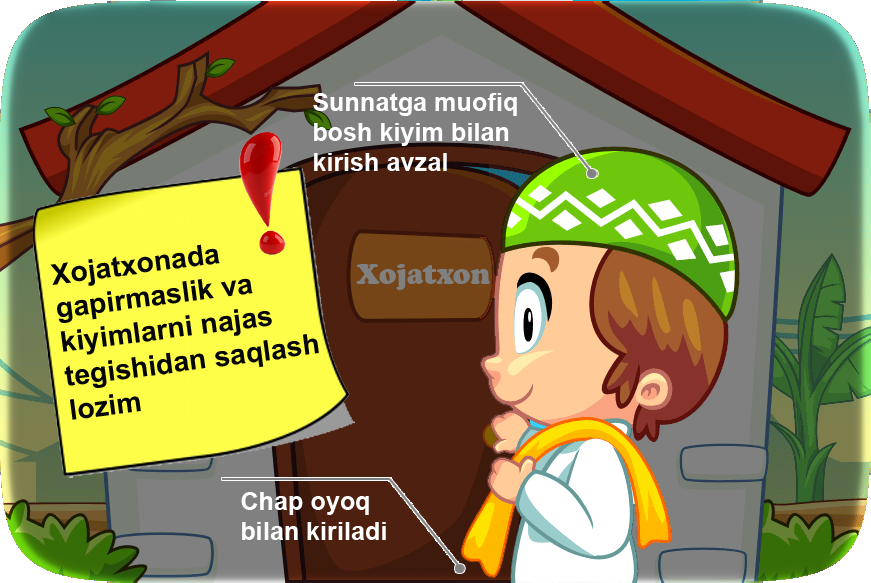 Sunnatga muofiq
bosh kiyim bilan
kirish avzal
Xojatxonada
gapirmaslik va
kiyimlarni najas
tegishidan saqlash
lozim
Xojatxon
Chap oyoq
bilan kiriladi